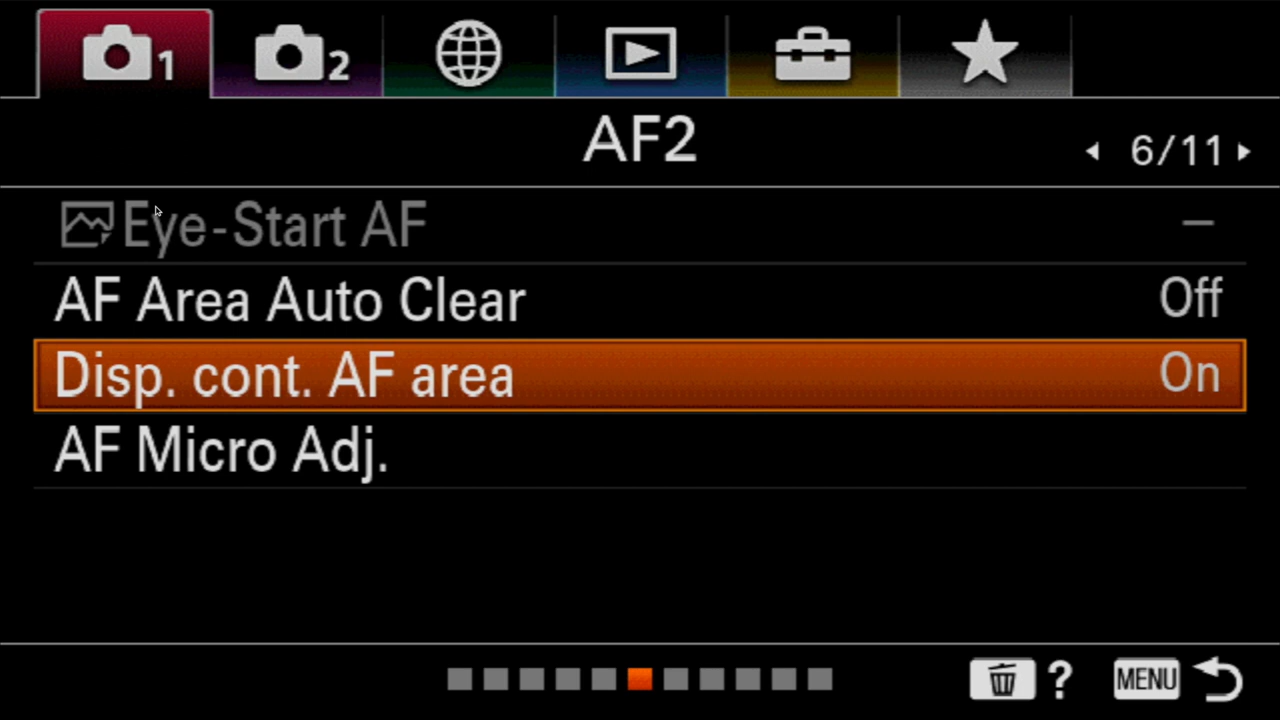 1
2
AF2
6/11
Eye-Start AF –
AF Area Auto Clear Off
Disp. cont. AF area On
AF Micro Adj.
? MENU